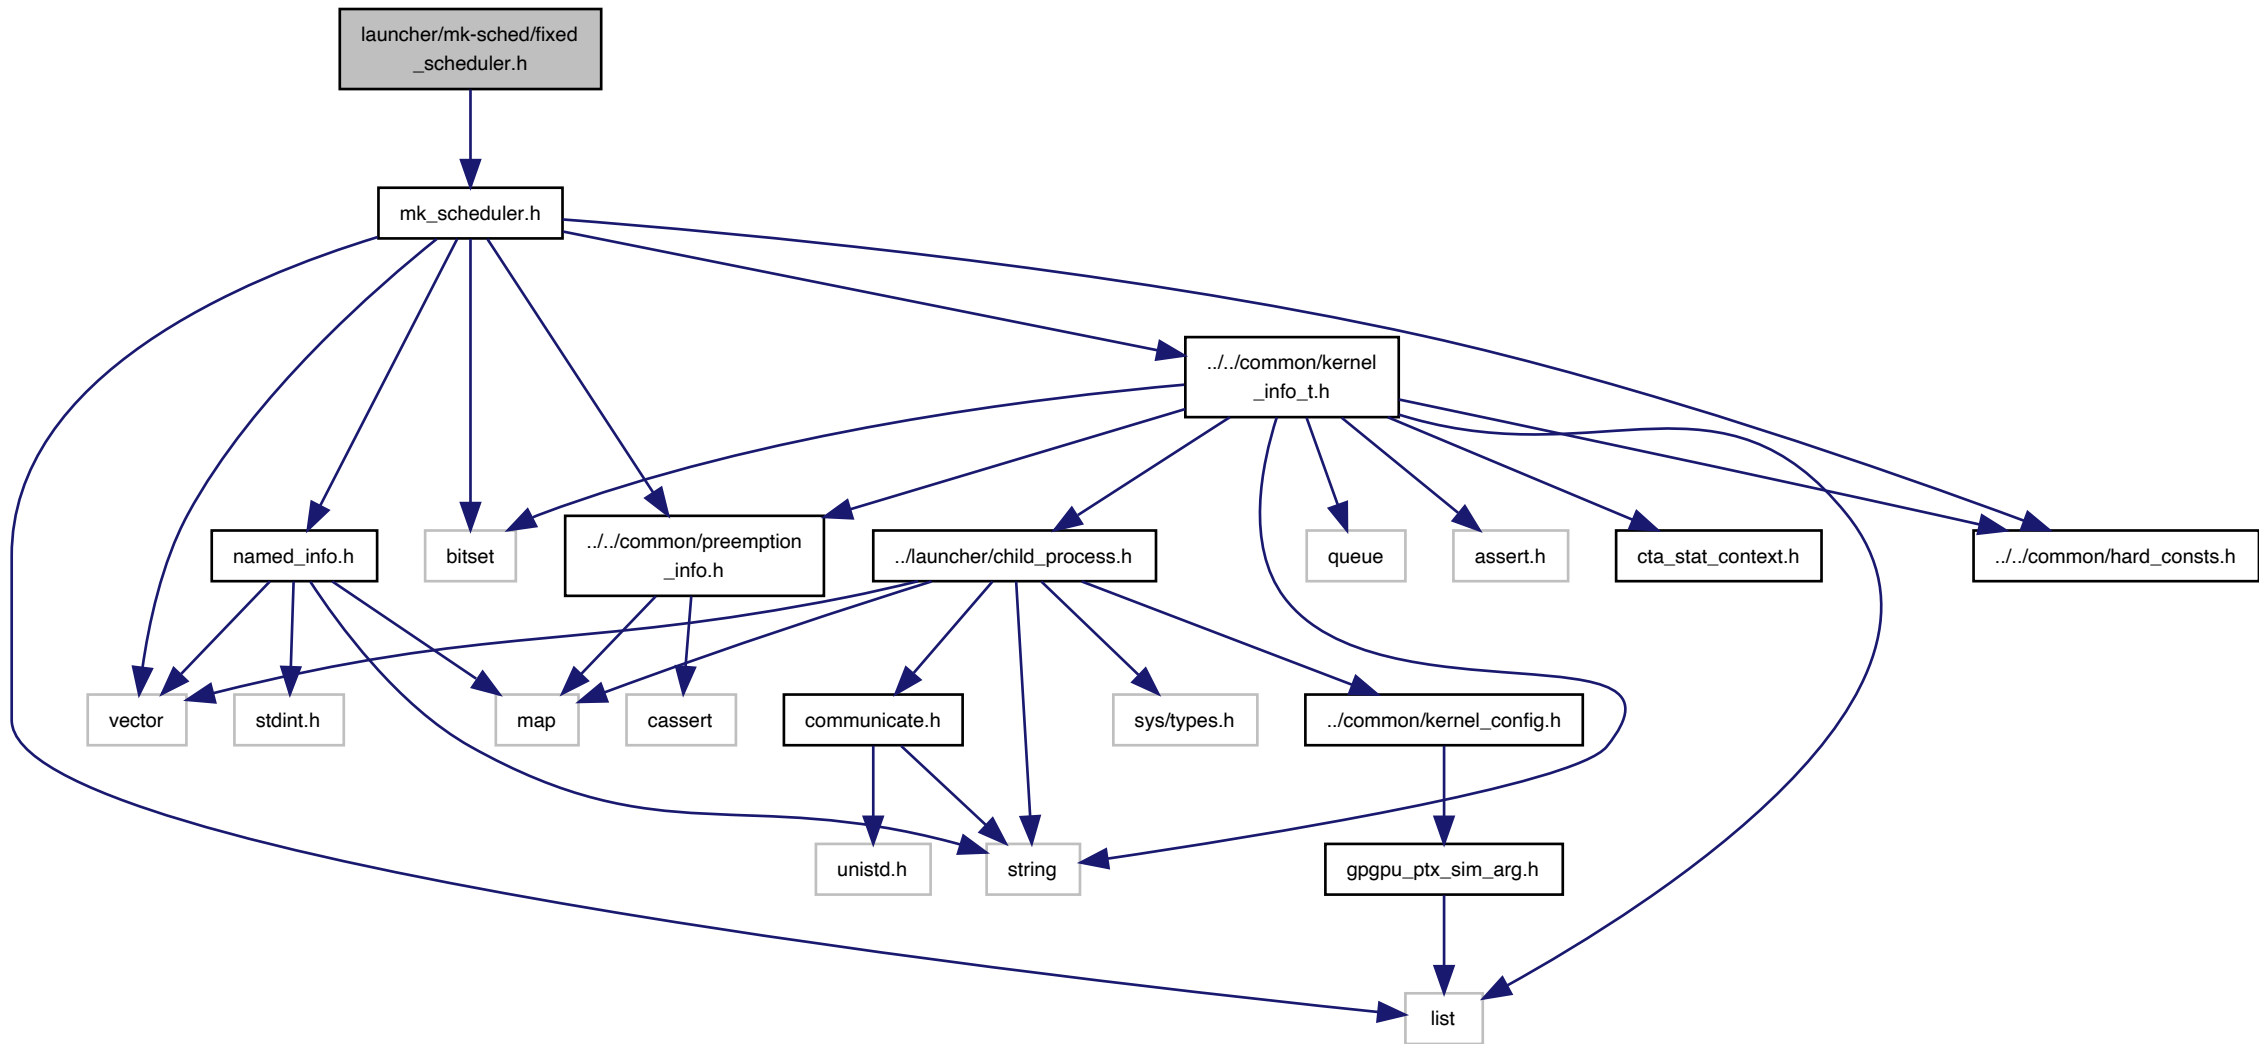 launcher/mk-sched/fixed
_scheduler.h
mk_scheduler.h
../../common/kernel
_info_t.h
named_info.h
bitset
../../common/preemption
_info.h
../launcher/child_process.h
queue
assert.h
cta_stat_context.h
../../common/hard_consts.h
vector
stdint.h
map
cassert
communicate.h
sys/types.h
../common/kernel_config.h
unistd.h
string
gpgpu_ptx_sim_arg.h
list